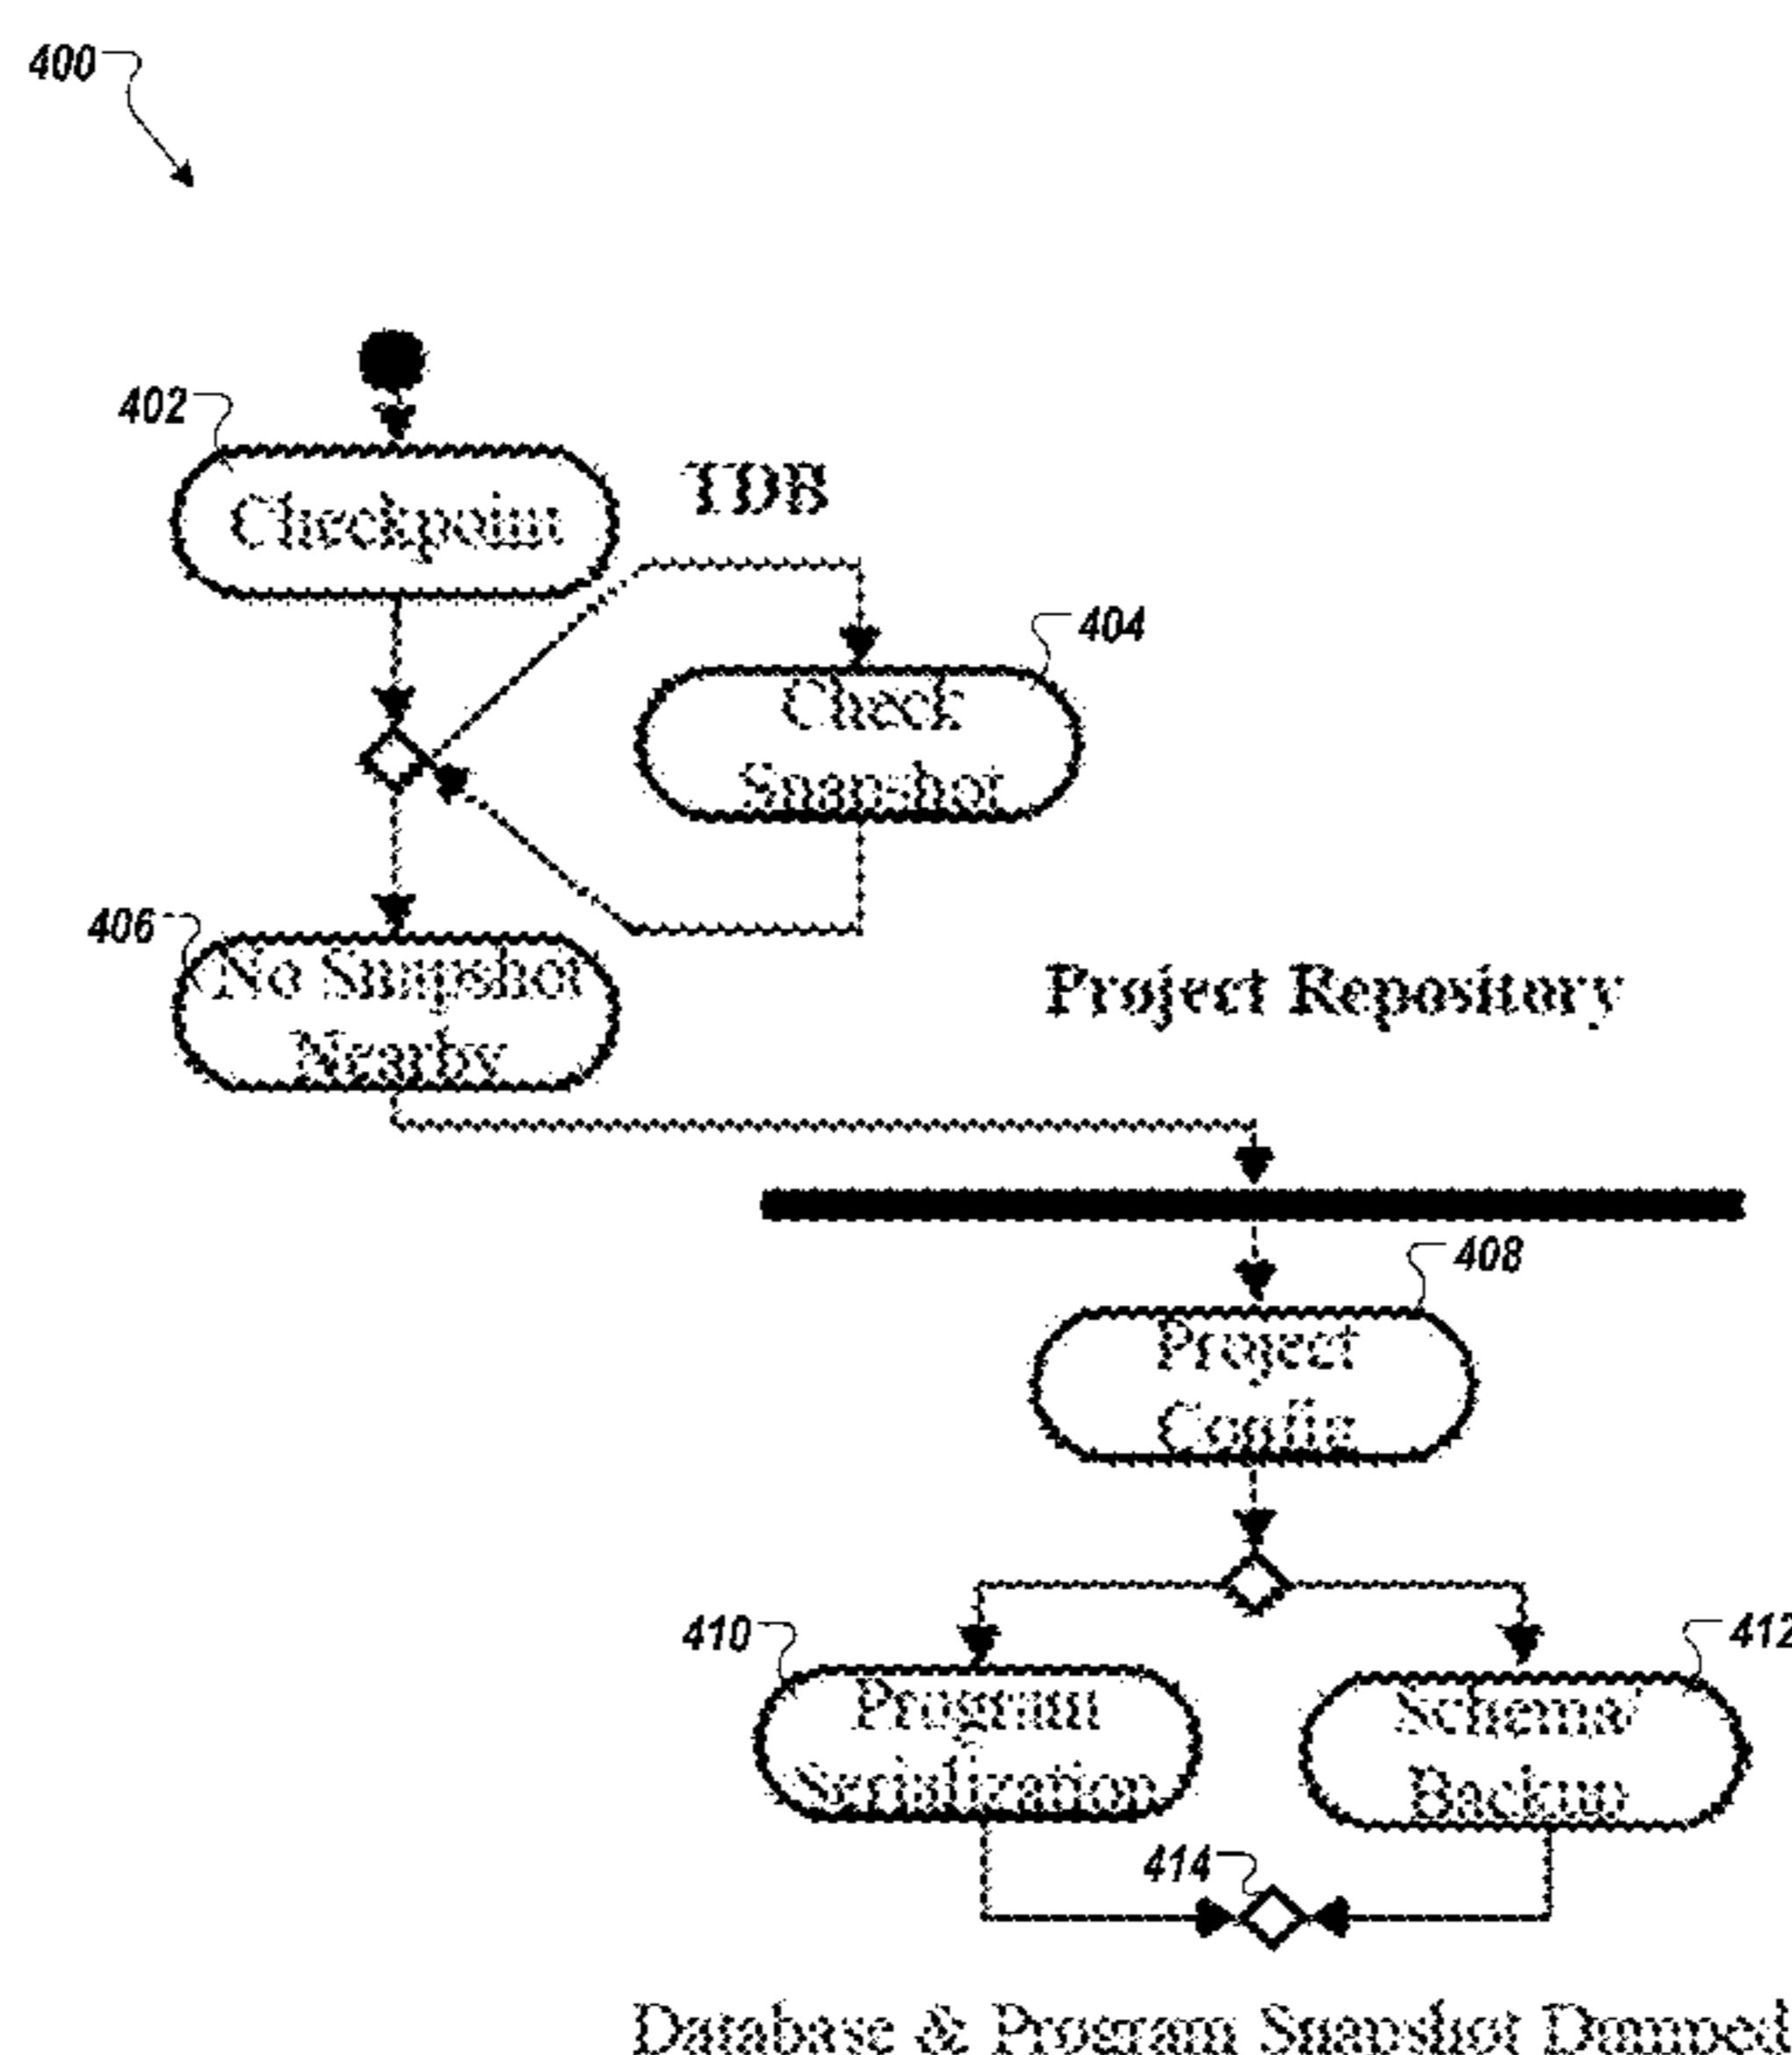 400
402
Checkpoint
TDB
404
Check
Snapshot
406
No Snapshot
Nearby
Project Repository
408
Project
Config
410
Program
Serialization
412
Schema
Backup
414
Database & Program Snapshot Dumped